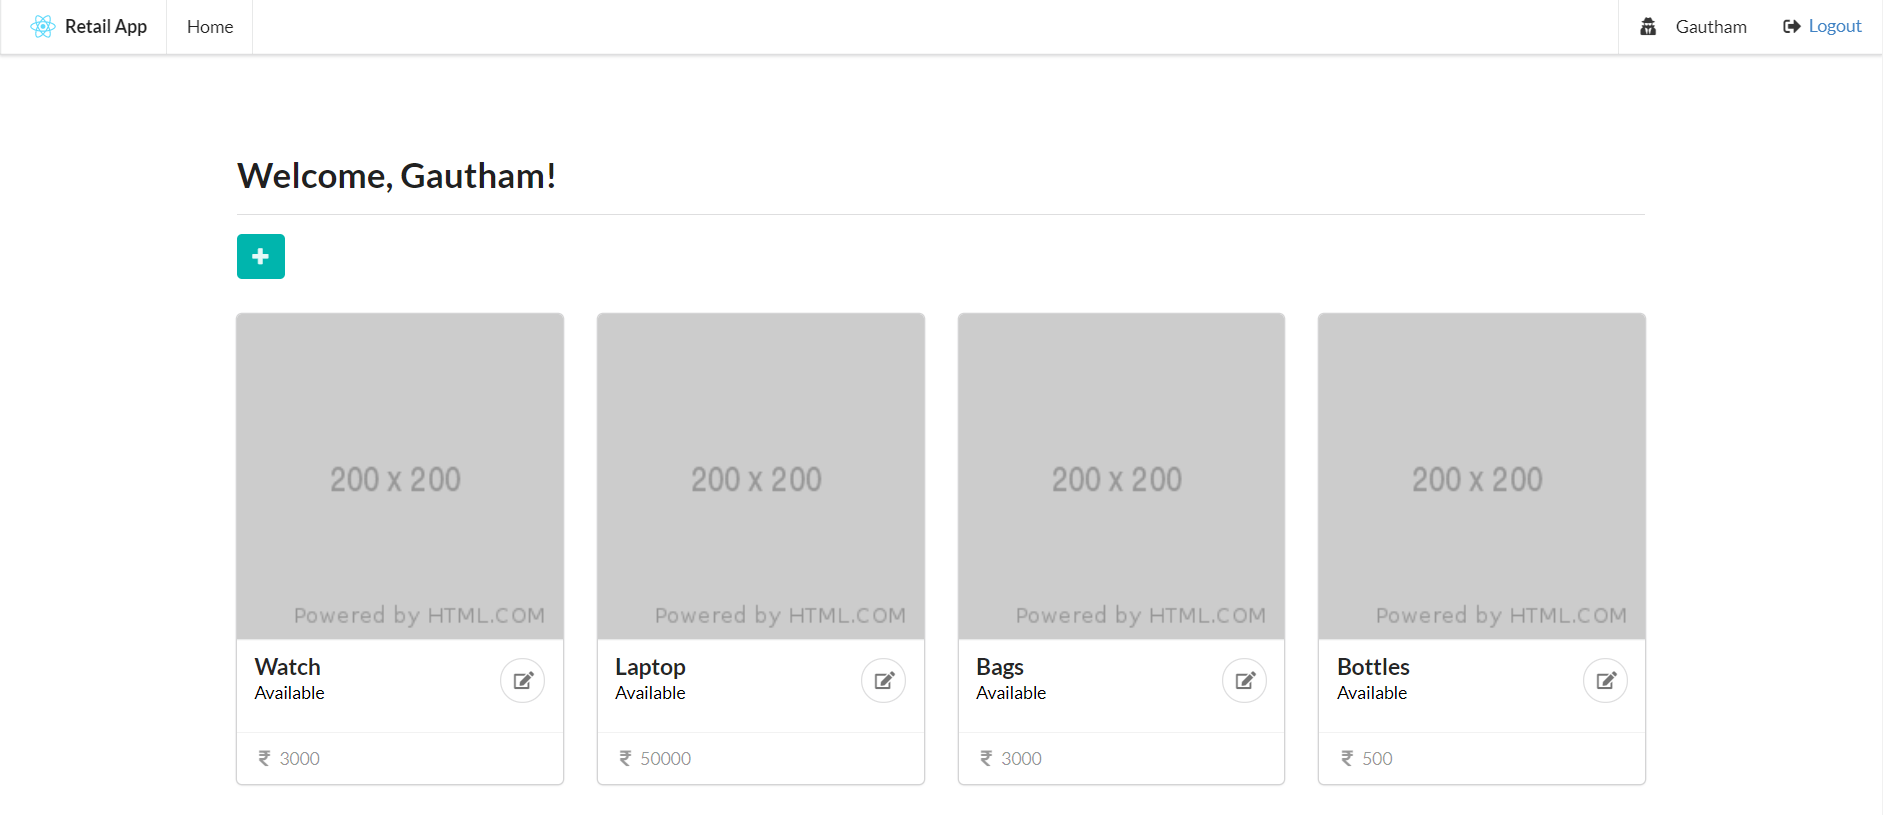 Retail App
Home
Gautham
Logout
Welcome, Gautham!
200 x 200
Powered by HTML.COM
Watch
Available
₹ 3000
200 x 200
Powered by HTML.COM
Laptop
Available
₹ 50000
200 x 200
Powered by HTML.COM
Bags
Available
₹ 3000
200 x 200
Powered by HTML.COM
Bottles
Available
₹ 500